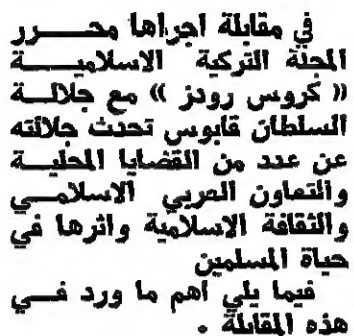 في مقابلة اجراها محرر
المجلة التركية الاسلامية
(( كروس رودز )) مع جلالة
السلطان قابوس تحدث جلالته
عن عدد من القضايا المحلية
والتعاون العربي الاسلامي
والثقافة الاسلامية واثرها في
حياة المسلمين
فيما يلي اهم ما ورد في
هذه المقابلة .